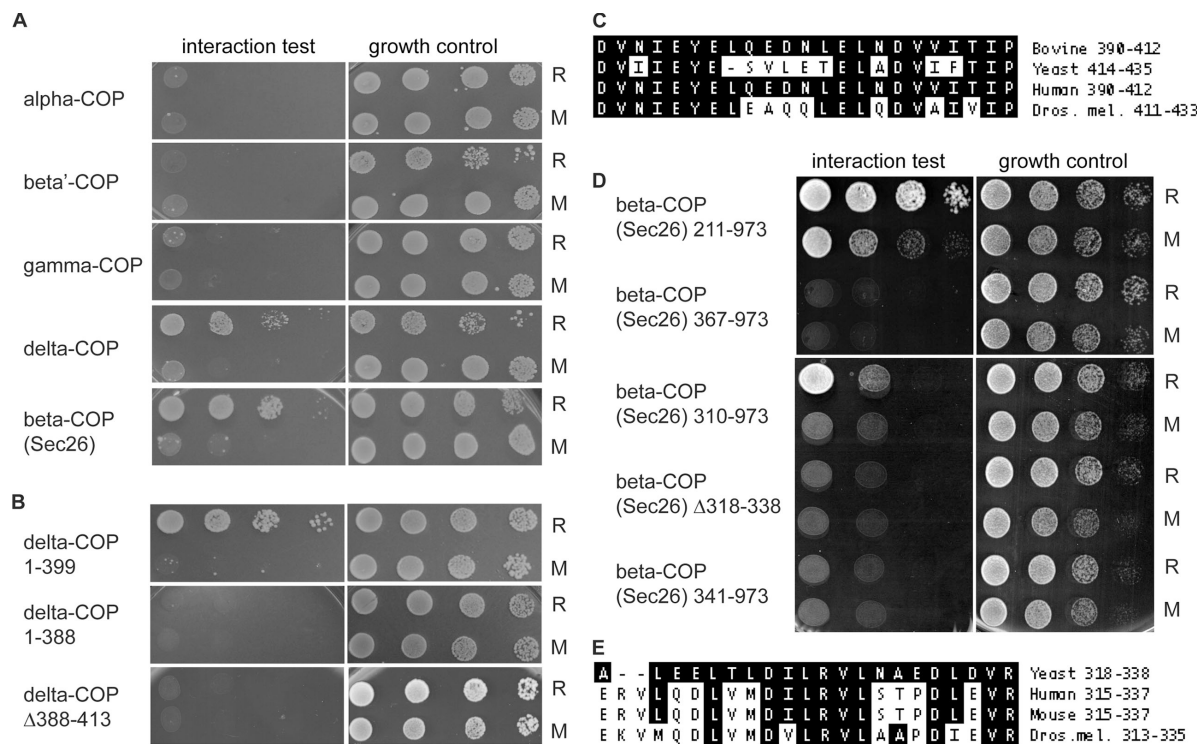 A
interaction test growth control
alpha-COP
R
M
beta'-COP
R
M
gamma-COP
R
M
delta-COP
R
M
beta-COP
(Sec26)
R
M
B
delta-COP
1-399
R
M
delta-COP
1-388
R
M
delta-COP
Δ388-413
R
M
C
D V N I E Y E L Q E D N L E L N D V V I T I P Bovine 390-412
D V I I E Y E - S V L E T E L A D V I F T I P Yeast 414-435
D V N I E Y E L Q E D N L E L N D V V I T I P Human 390-412
D V N I E Y E L E A Q Q L E L Q D V A I V I P Dros. mel. 411-433
D
interaction test growth control
beta-COP
(Sec26) 211-973
R
M
beta-COP
(Sec26) 367-973
R
M
beta-COP
(Sec26) 310-973
R
M
beta-COP
(Sec26) Δ318-338
R
M
beta-COP
(Sec26) 341-973
R
M
E
A - - L E E L T L D I L R V L N A E D L D V R Yeast 318-338
E R V L Q D L V M D I L R V L S T P D L E V R Human 315-337
E R V L Q D L V M D I L R V L S T P D L E V R Mouse 315-337
E K V M Q D L V M D V L R V L A A P D I E V R Dros.mel. 313-335